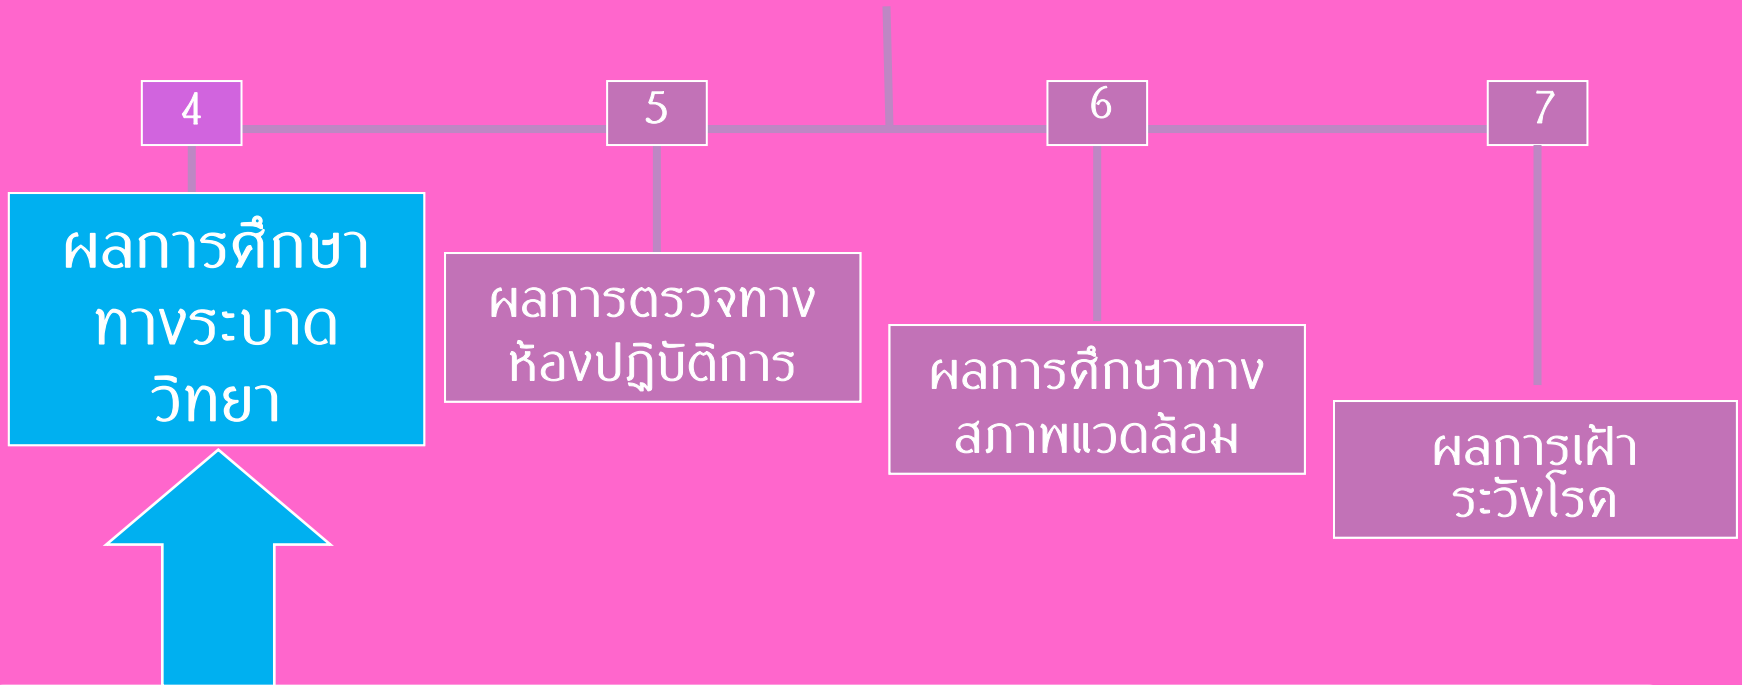 4
5
6
7
ผลการศึกษา
ทางระบาด
วิทยา
ผลการตรวจทาง
ห้องปฏิบัติการ
ผลการศึกษาทาง
สภาพแวดล้อม
ผลการเฝ้า
ระวังโรค